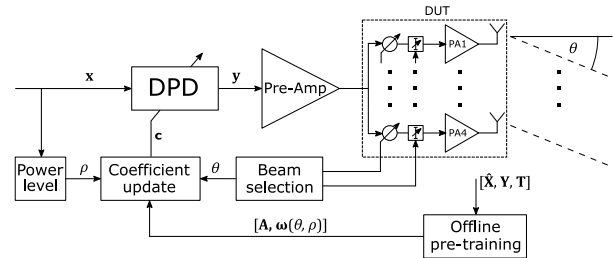 DUT
x
DPD
y
Pre-Amp
PA1
θ
c
PA4
Power
level
ρ
Coefficient
update
θ
Beam
selection
[X̂, Y, T]
[A, ω(θ, ρ)]
Offline
pre-training